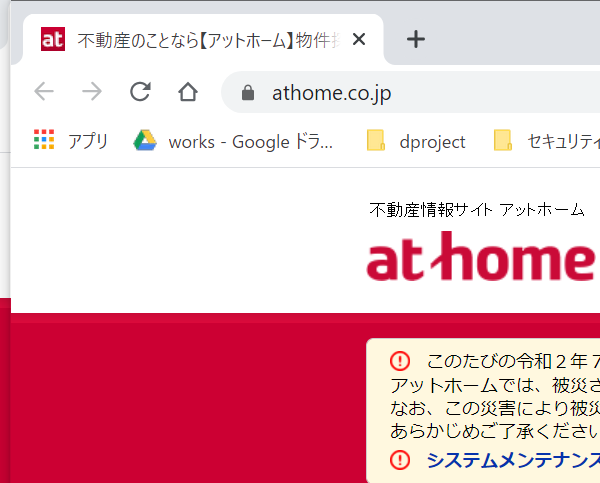 at 不動産のことなら【アットホーム】物件
athome.co.jp
アプリ works - Google ドラ... dproject セキュリティ
不動産情報サイト アットホーム
at home
このたびの令和２年７
アットホームでは、被災
なお、この災害により被災
あらかじめご了承ください
システムメンテナンス